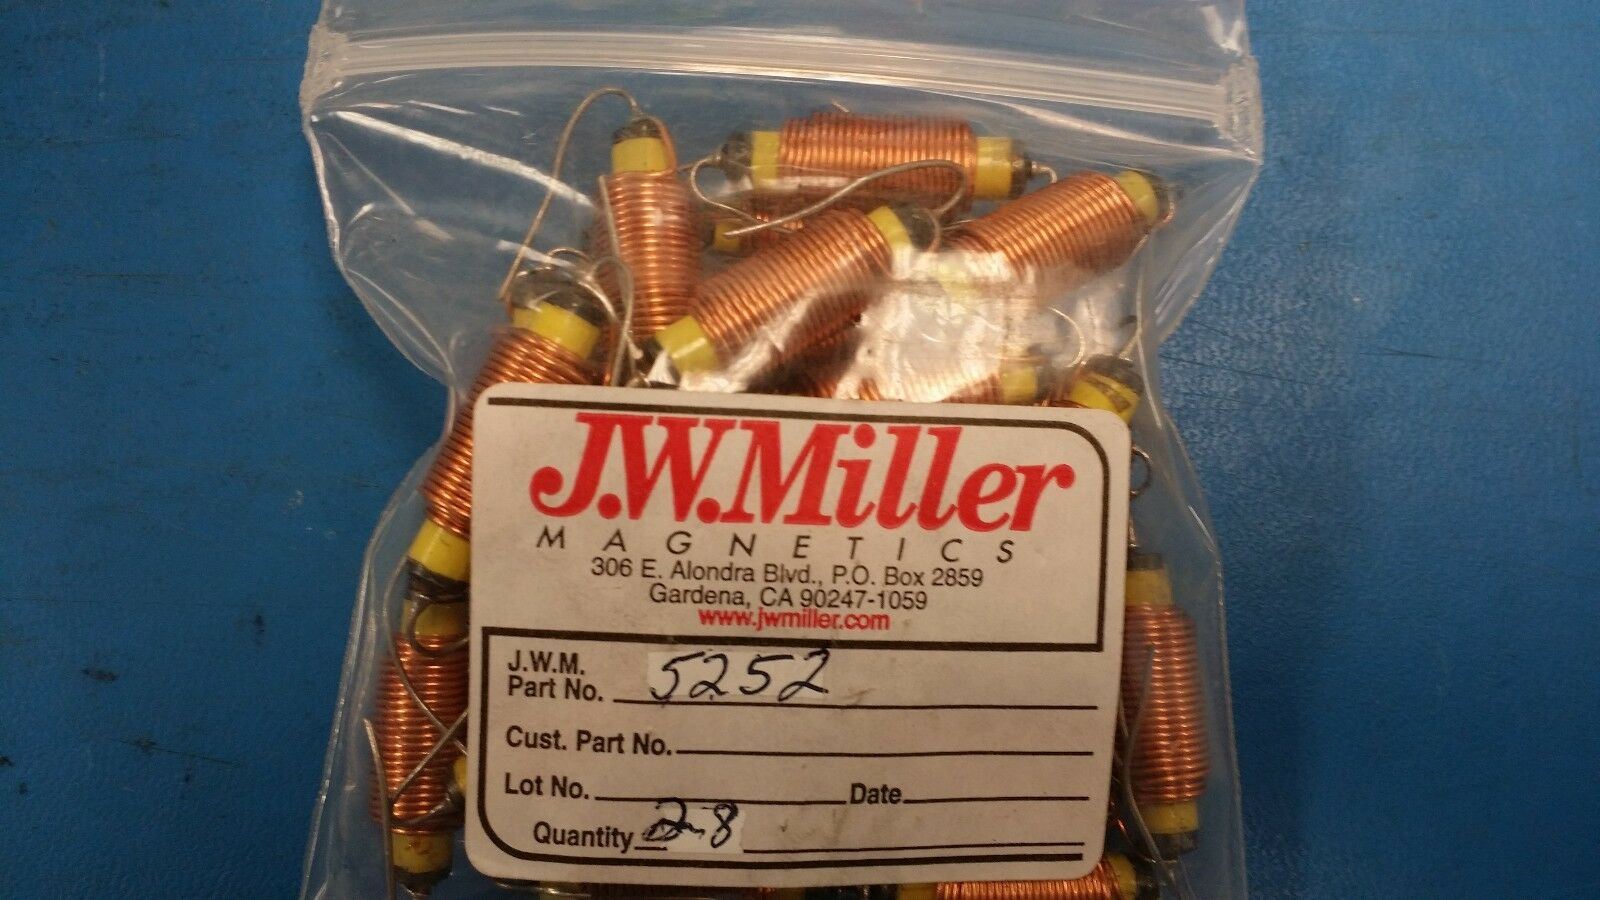 J.W.Miller
MAGNETICS
306 E. Alondra Blvd., P.O. Box 2859
Gardena, CA 90247-1059
www.jwmiller.com
J.W.M.
Part No. 5252
Cust. Part No.
Lot No. Date
Quantity 28